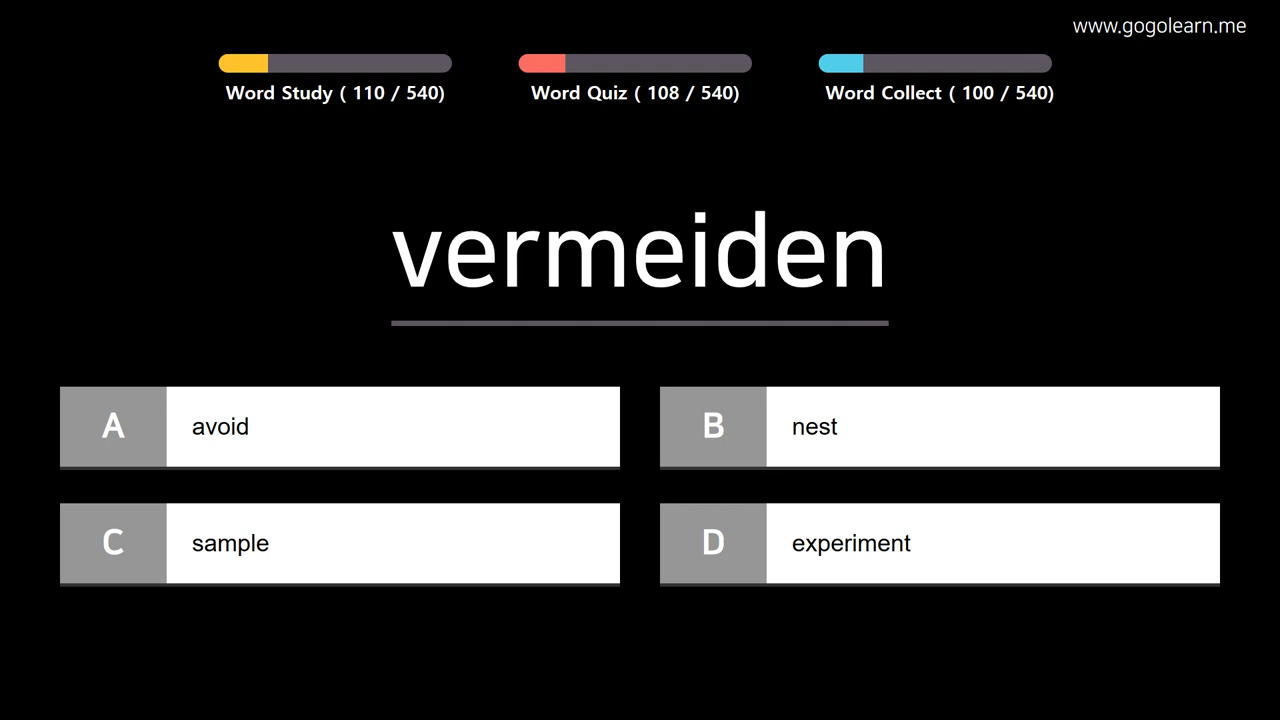 www.gogolearn.me
Word Study ( 110 / 540)
Word Quiz ( 108 / 540)
Word Collect ( 100 / 540)
vermeiden
A avoid
B nest
C sample
D experiment